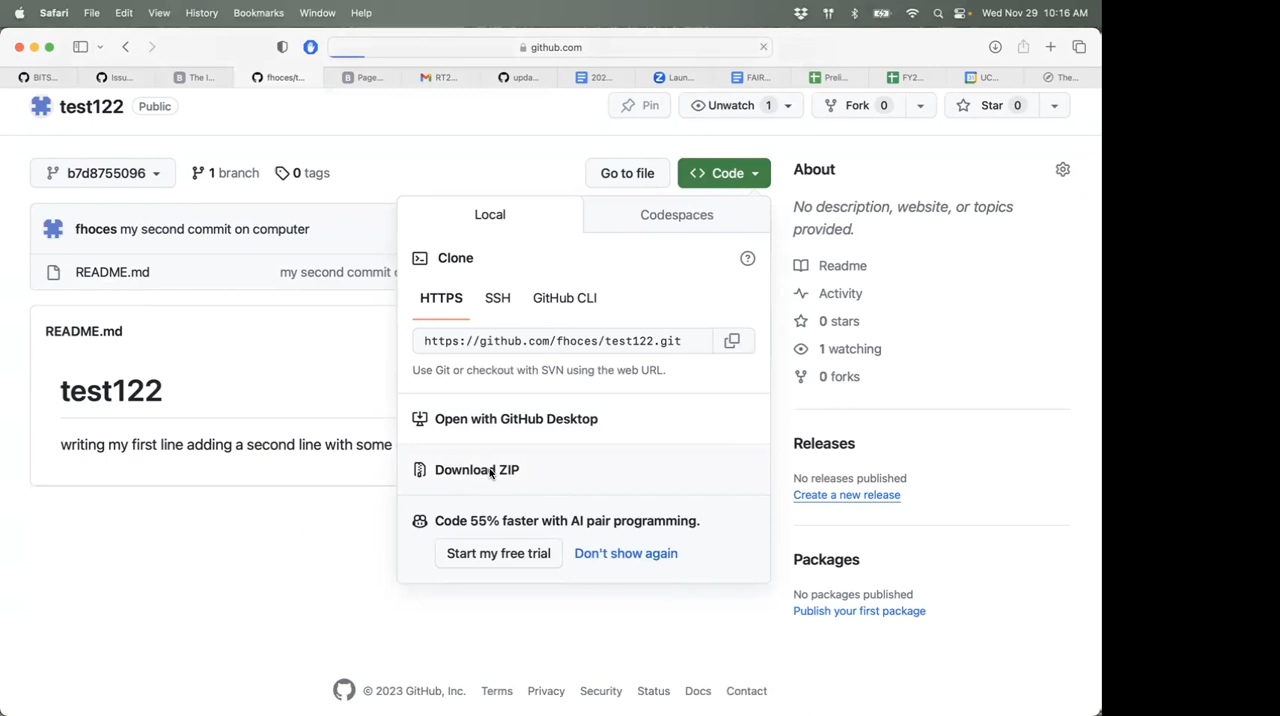 Safari File Edit View History Bookmarks Window Help Wed Nov 29 10:16 AM
github.com
BITS... Issu... The I... fhoces/t... Page... RT2... upda... 202... Laun... FAIR... Preli... FY2... UC... The...
test122 Public Pin Unwatch 1 Fork 0 Star 0
b7d8755096 1 branch 0 tags Go to file <> Code
fhoces my second commit on computer
README.md my second commit
README.md
test122
writing my first line adding a second line with some
Local Codespaces
Clone
HTTPS SSH GitHub CLI
https://github.com/fhoces/test122.git
Use Git or checkout with SVN using the web URL.
Open with GitHub Desktop
Download ZIP
Code 55% faster with AI pair programming.
Start my free trial Don't show again
About
No description, website, or topics
provided.
Readme
Activity
0 stars
1 watching
0 forks
Releases
No releases published
Create a new release
Packages
No packages published
Publish your first package
© 2023 GitHub, Inc. Terms Privacy Security Status Docs Contact